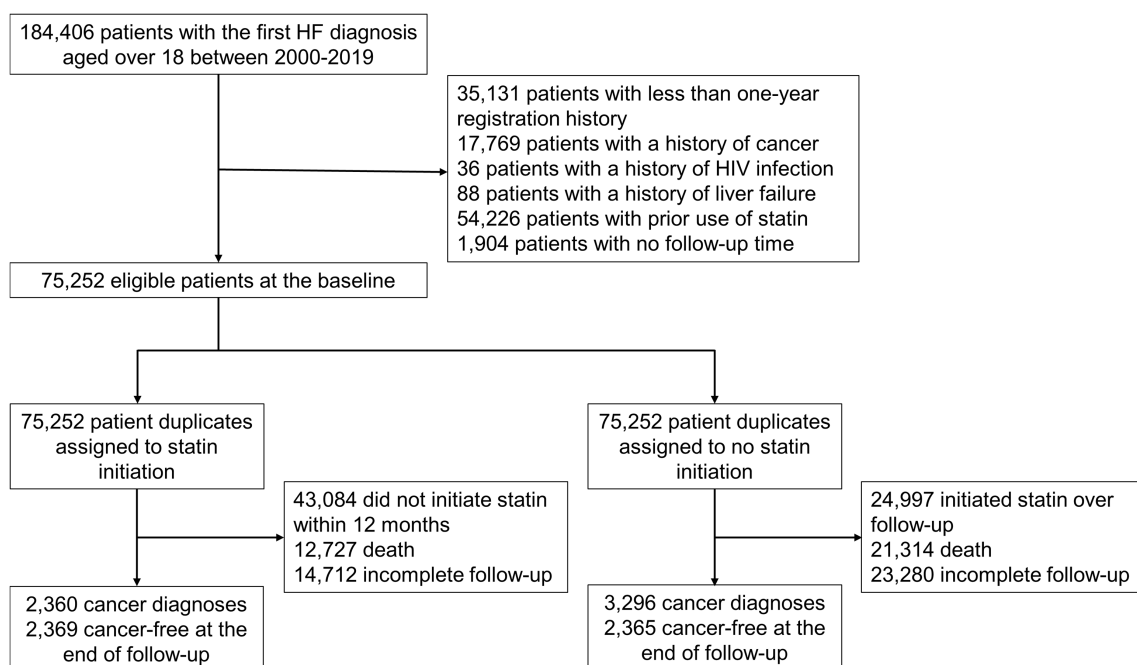 184,406 patients with the first HF diagnosis
aged over 18 between 2000-2019
35,131 patients with less than one-year
registration history
17,769 patients with a history of cancer
36 patients with a history of HIV infection
88 patients with a history of liver failure
54,226 patients with prior use of statin
1,904 patients with no follow-up time
75,252 eligible patients at the baseline
75,252 patient duplicates
assigned to statin
initiation
75,252 patient duplicates
assigned to no statin
initiation
43,084 did not initiate statin
within 12 months
12,727 death
14,712 incomplete follow-up
24,997 initiated statin over
follow-up
21,314 death
23,280 incomplete follow-up
2,360 cancer diagnoses
2,369 cancer-free at the
end of follow-up
3,296 cancer diagnoses
2,365 cancer-free at the
end of follow-up